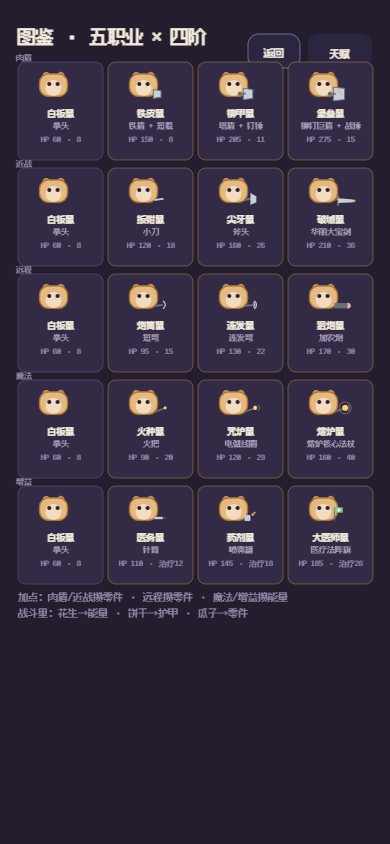 图鉴 · 五职业 × 四阶
返回
天赋
肉盾
白板鼠
拳头
HP 60 · 8
铁皮鼠
铁盾 + 短棍
HP 150 · 8
铆甲鼠
塔盾 + 钉锤
HP 205 · 11
堡垒鼠
铆钉巨盾 + 战锤
HP 275 · 15
近战
白板鼠
拳头
HP 60 · 8
扳钳鼠
小刀
HP 120 · 18
尖牙鼠
斧头
HP 160 · 26
破城鼠
华丽大宝剑
HP 210 · 36
远程
白板鼠
拳头
HP 60 · 8
炮筒鼠
短弩
HP 95 · 15
连发鼠
连发弩
HP 130 · 22
加农炮
HP 170 · 30
魔法
白板鼠
拳头
HP 60 · 8
火种鼠
火把
HP 90 · 20
咒炉鼠
电弧线圈
HP 120 · 29
熔炉鼠
熔炉核心法杖
HP 160 · 40
增益
白板鼠
拳头
HP 60 · 8
医务鼠
针筒
HP 110 · 治疗12
药剂鼠
喷雾罐
HP 145 · 治疗18
大医师鼠
医疗法阵旗
HP 185 · 治疗26
加点：肉盾/近战攒零件 · 远程攒零件 · 魔法/增益攒能量
战斗里：花生→能量 · 饼干→护甲 · 瓜子→零件